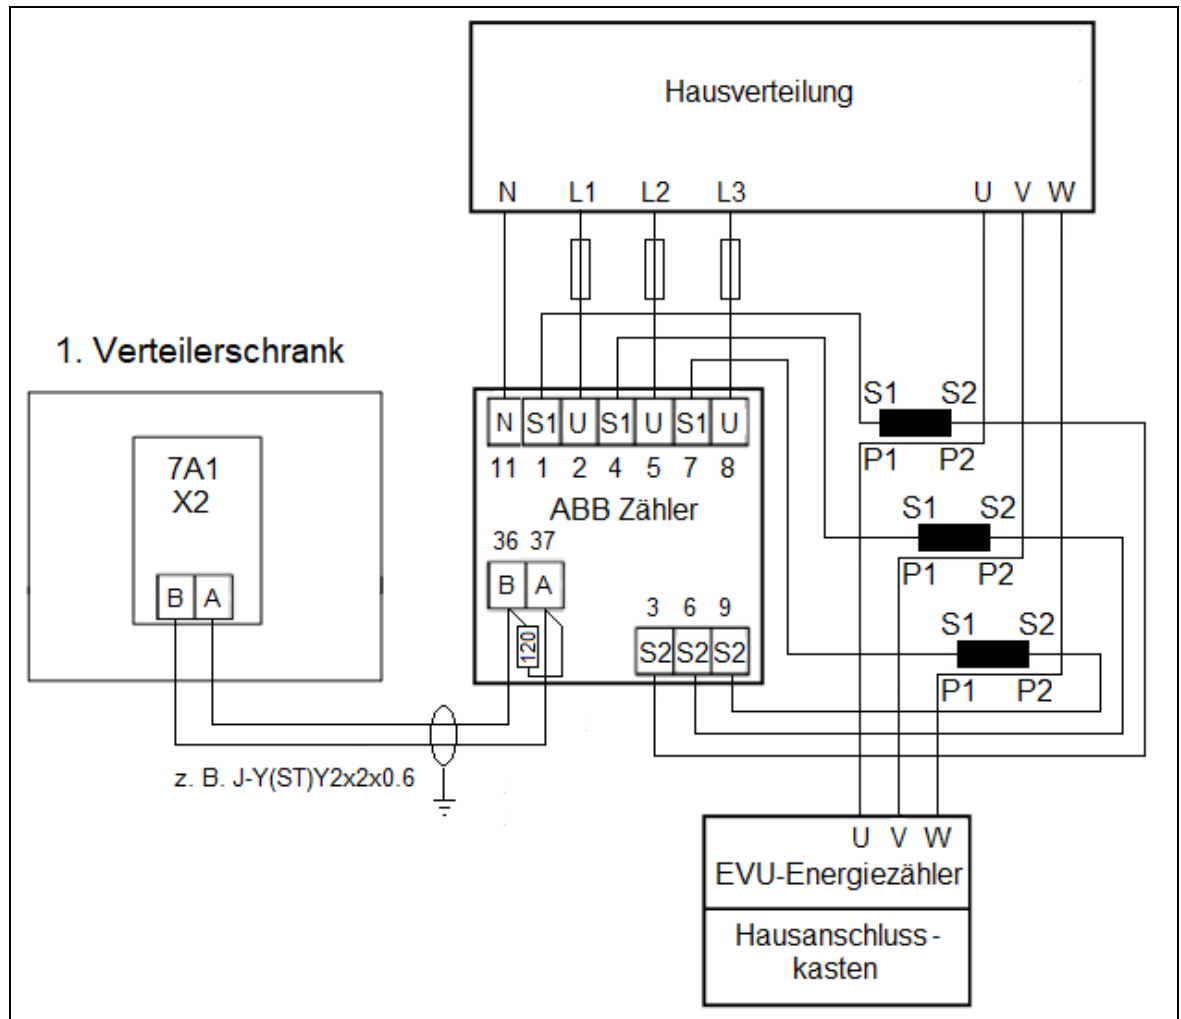 Hausverteilung
N L1 L2 L3 U V W
1. Verteilerschrank
7A1
X2
B A
N S1 U S1 U S1 U
11 1 2 4 5 7 8
ABB Zähler
36 37
B A
120
3 6 9
S2 S2 S2
S1 S2
P1 P2
S1 S2
P1 P2
S1 S2
P1 P2
z. B. J-Y(ST)Y2x2x0.6
U V W
EVU-Energiezähler
Hausanschluss-
kasten